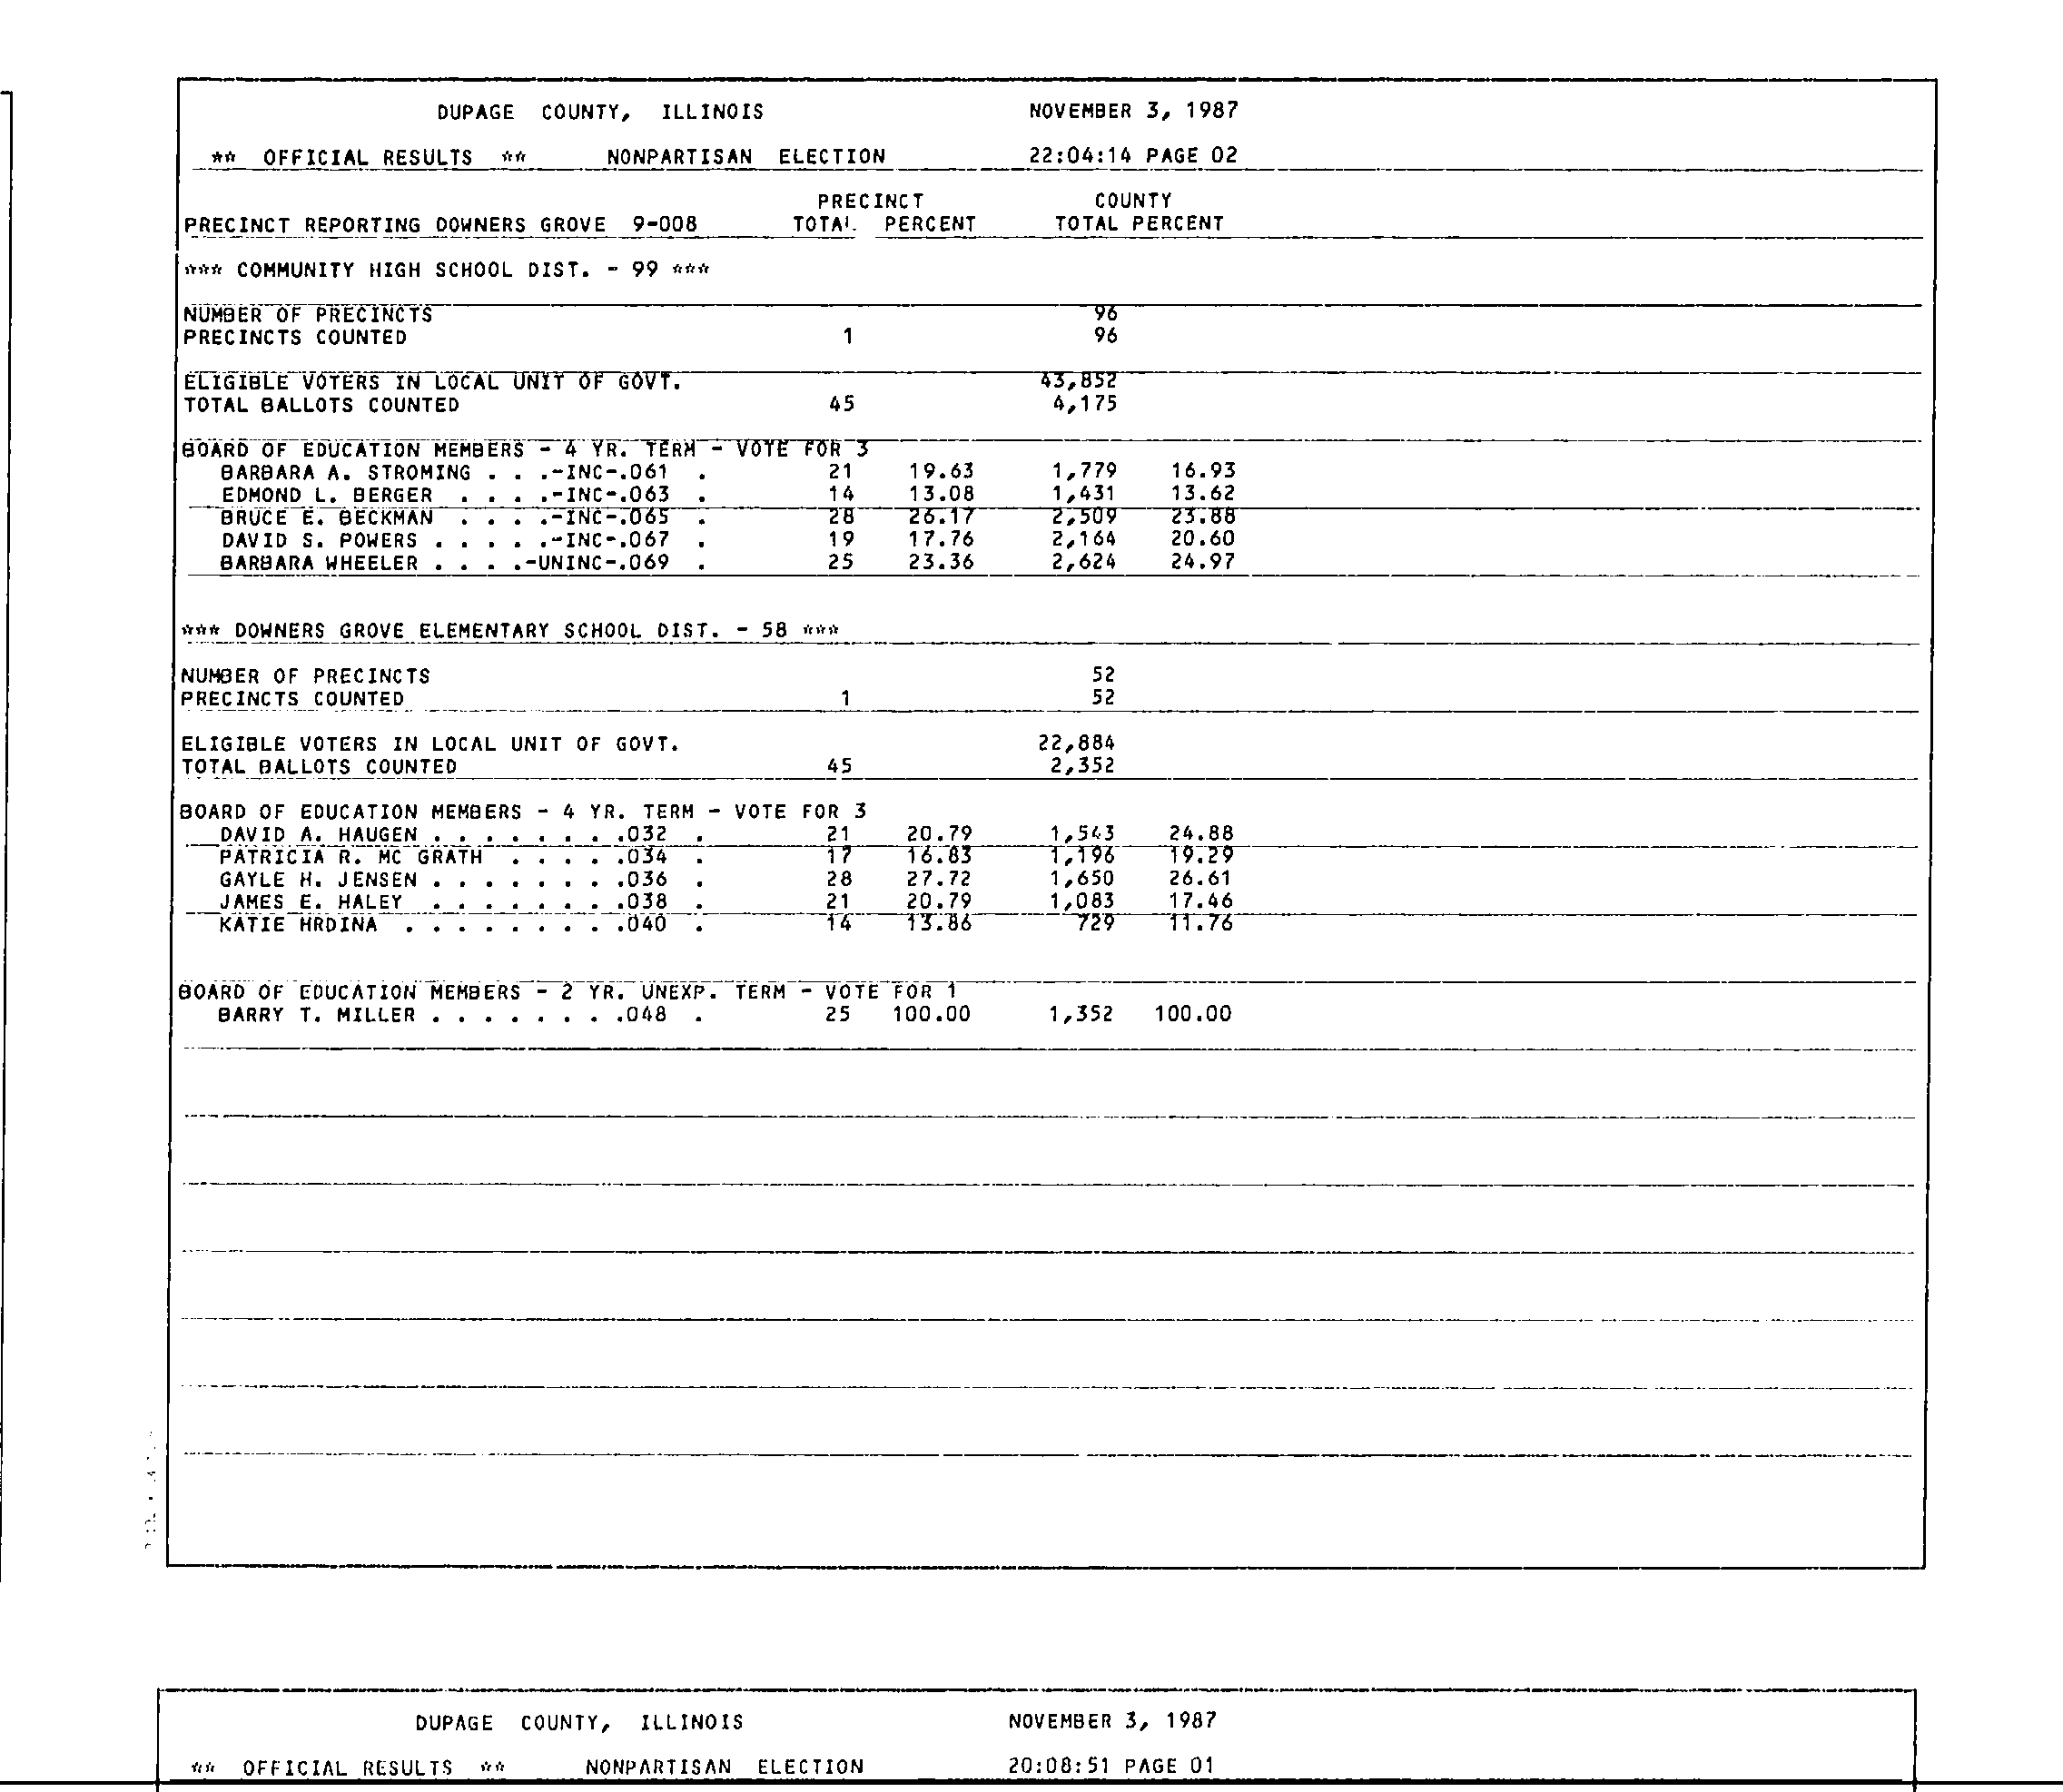 DUPAGE COUNTY, ILLINOIS NOVEMBER 3, 1987
** OFFICIAL RESULTS ** NONPARTISAN ELECTION 22:04:14 PAGE 02
PRECINCT COUNTY
PRECINCT REPORTING DOWNERS GROVE 9-008 TOTAL PERCENT TOTAL PERCENT
*** COMMUNITY HIGH SCHOOL DIST. - 99 ***
NUMBER OF PRECINCTS 96
PRECINCTS COUNTED 1 96
ELIGIBLE VOTERS IN LOCAL UNIT OF GOVT. 43,852
TOTAL BALLOTS COUNTED 45 4,175
BOARD OF EDUCATION MEMBERS - 4 YR. TERM - VOTE FOR 3
BARBARA A. STROMING . . .-INC-.061 . 21 19.63 1,779 16.93
EDMOND L. BERGER . . . .-INC-.063 . 14 13.08 1,431 13.62
BRUCE E. BECKMAN . . . .-INC-.065 . 28 26.17 2,509 23.88
DAVID S. POWERS . . . . .-INC-.067 . 19 17.76 2,164 20.60
BARBARA WHEELER . . . .-UNINC-.069 . 25 23.36 2,624 24.97
*** DOWNERS GROVE ELEMENTARY SCHOOL DIST. - 58 ***
NUMBER OF PRECINCTS 52
PRECINCTS COUNTED 1 52
ELIGIBLE VOTERS IN LOCAL UNIT OF GOVT. 22,884
TOTAL BALLOTS COUNTED 45 2,352
BOARD OF EDUCATION MEMBERS - 4 YR. TERM - VOTE FOR 3
DAVID A. HAUGEN . . . . . . . .032 . 21 20.79 1,543 24.88
PATRICIA R. MC GRATH . . . . .034 . 17 16.83 1,196 19.29
GAYLE H. JENSEN . . . . . . . .036 . 28 27.72 1,650 26.61
JAMES E. HALEY . . . . . . . .038 . 21 20.79 1,083 17.46
KATIE HRDINA . . . . . . . . .040 . 14 13.86 729 11.76
BOARD OF EDUCATION MEMBERS - 2 YR. UNEXP. TERM - VOTE FOR 1
BARRY T. MILLER . . . . . . . .048 . 25 100.00 1,352 100.00
DUPAGE COUNTY, ILLINOIS NOVEMBER 3, 1987
** OFFICIAL RESULTS ** NONPARTISAN ELECTION 20:08:51 PAGE 01